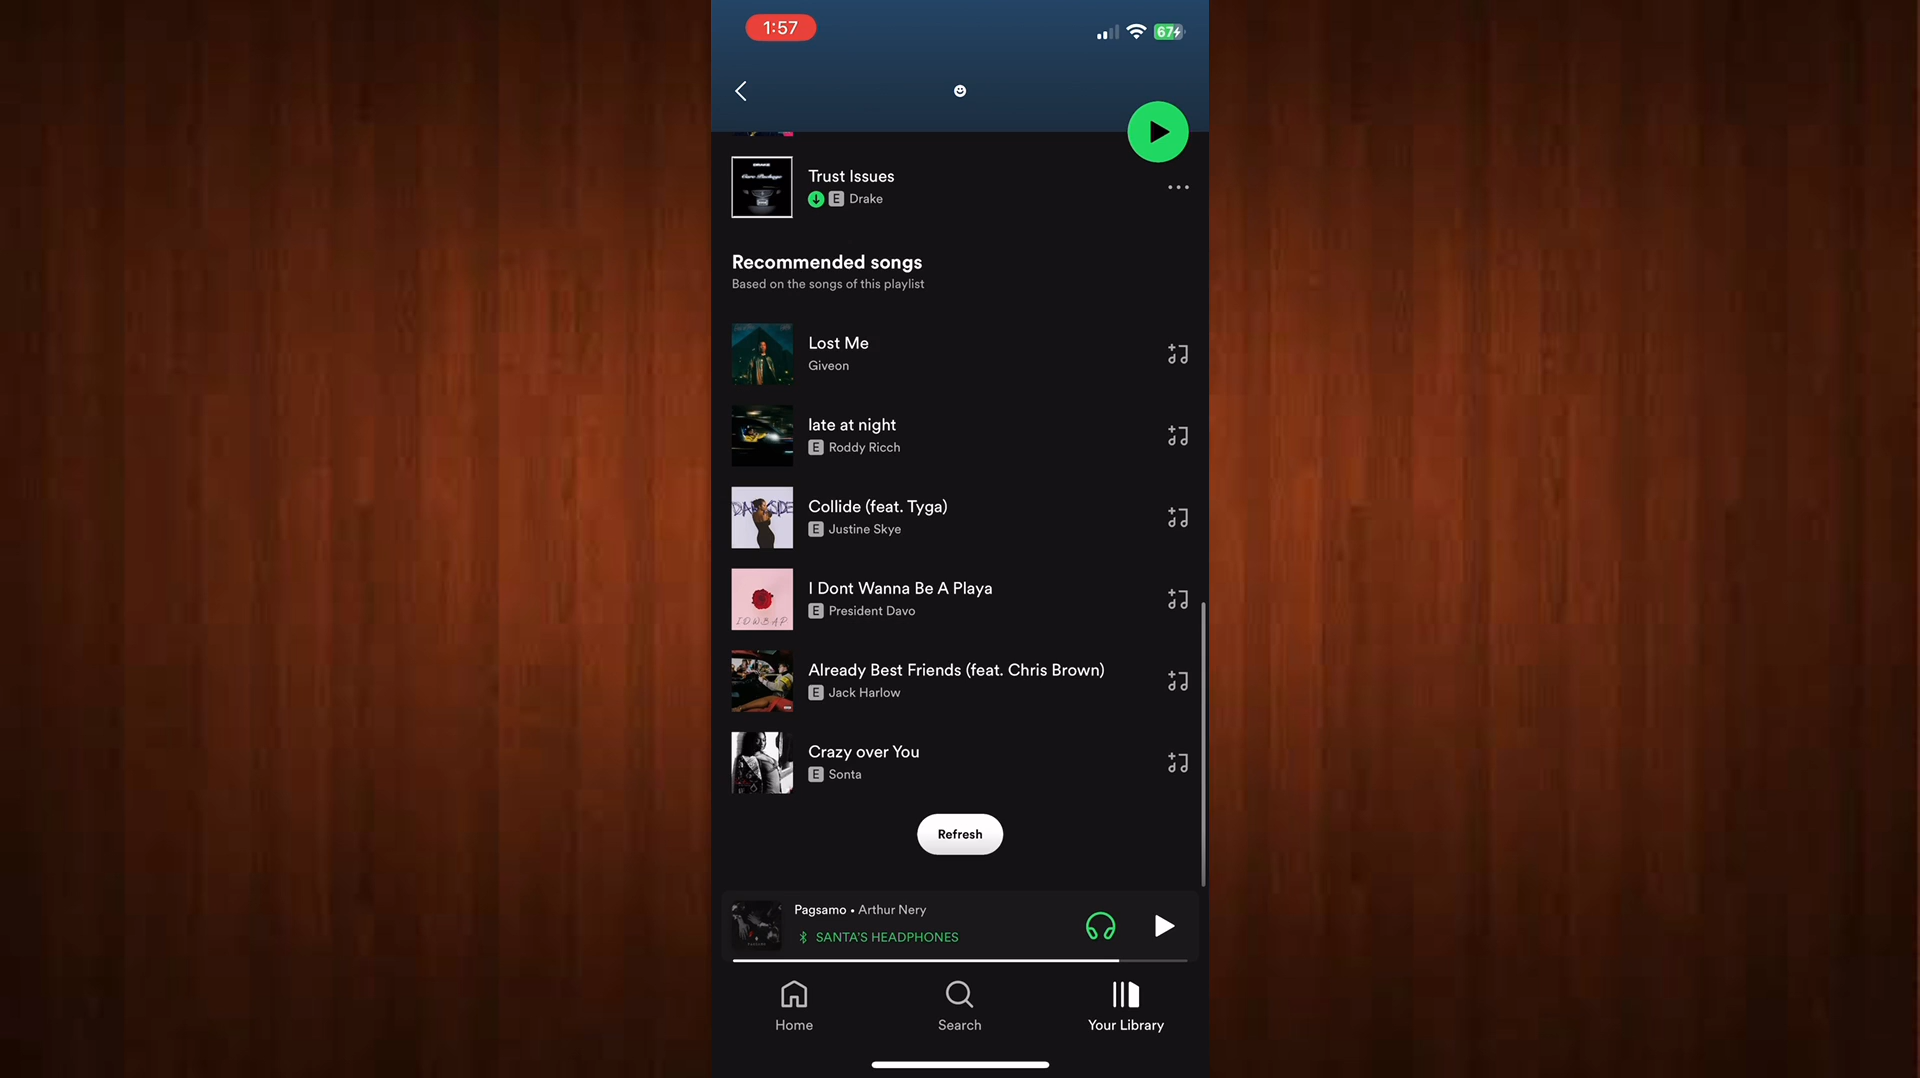 1:57
67
Trust Issues
E Drake
Recommended songs
Based on the songs of this playlist
Lost Me
Giveon
late at night
E Roddy Ricch
Collide (feat. Tyga)
E Justine Skye
I Dont Wanna Be A Playa
E President Davo
I.D.W.B.A.P.
Already Best Friends (feat. Chris Brown)
E Jack Harlow
Crazy over You
E Sonta
Refresh
Pagsamo • Arthur Nery
SANTA'S HEADPHONES
Home
Search
Your Library